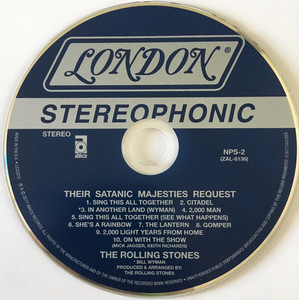 LONDON®
STEREOPHONIC
STEREO
abkco
NPS-2
(ZAL-8136)
THEIR SATANIC MAJESTIES REQUEST
1. SING THIS ALL TOGETHER 2. CITADEL
*3. IN ANOTHER LAND (WYMAN) 4. 2,000 MAN
5. SING THIS ALL TOGETHER (SEE WHAT HAPPENS)
6. SHE'S A RAINBOW 7. THE LANTERN 8. GOMPER
9. 2,000 LIGHT YEARS FROM HOME
10. ON WITH THE SHOW
(MICK JAGGER, KEITH RICHARDS)
THE ROLLING STONES
* BILL WYMAN
PRODUCED & ARRANGED BY:
THE ROLLING STONES